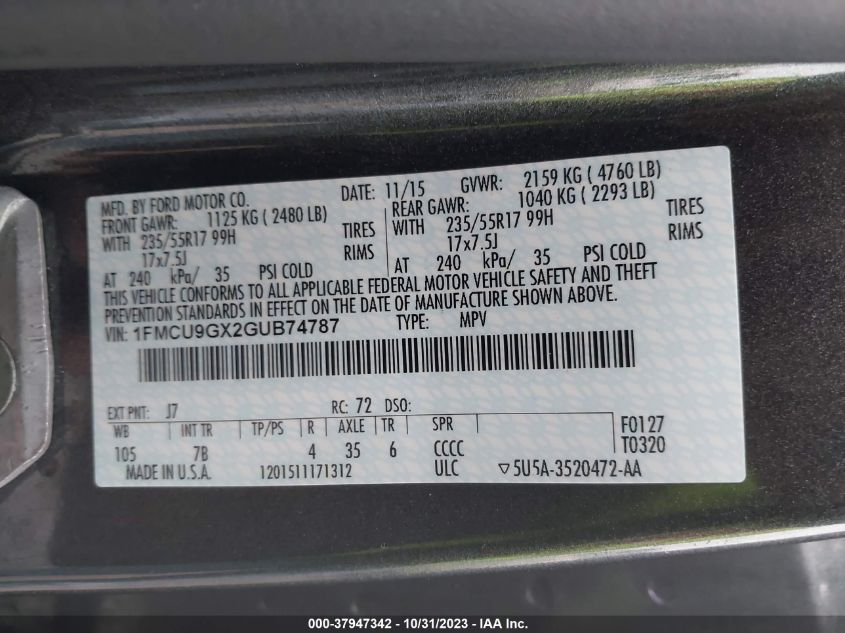 MFD. BY FORD MOTOR CO. DATE: 11/15 GVWR: 2159 KG ( 4760 LB)
FRONT GAWR: 1125 KG ( 2480 LB) REAR GAWR: 1040 KG ( 2293 LB)
WITH 235/55R17 99H TIRES WITH 235/55R17 99H TIRES
17x7.5J RIMS 17x7.5J RIMS
AT 240 kPa/ 35 PSI COLD AT 240 kPa/ 35 PSI COLD
THIS VEHICLE CONFORMS TO ALL APPLICABLE FEDERAL MOTOR VEHICLE SAFETY AND THEFT
PREVENTION STANDARDS IN EFFECT ON THE DATE OF MANUFACTURE SHOWN ABOVE.
VIN: 1FMCU9GX2GUB74787 TYPE: MPV
EXT PNT: J7 RC: 72 DSO:
WB INT TR TP/PS R AXLE TR SPR F0127
105 7B 4 35 6 CCCC T0320
MADE IN U.S.A. 1201511171312 ULC ▽5U5A-3520472-AA
000-37947342 - 10/31/2023 - IAA Inc.